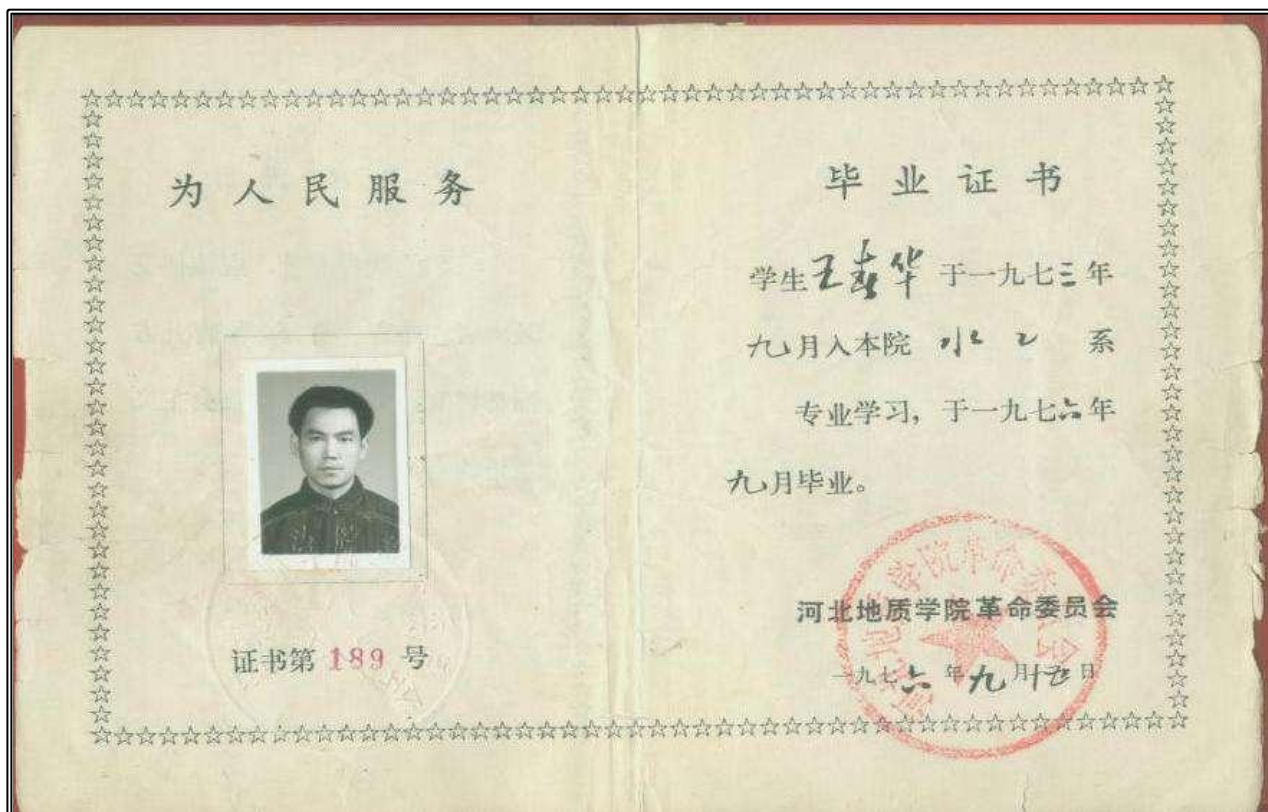 为人民服务
证书第 189 号
毕业证书
学生王春华 于一九七三年
九月入本院 水工 系
专业学习，于一九七六年
九月毕业。
河北地质学院革命委员会
一九七六年九月十五日